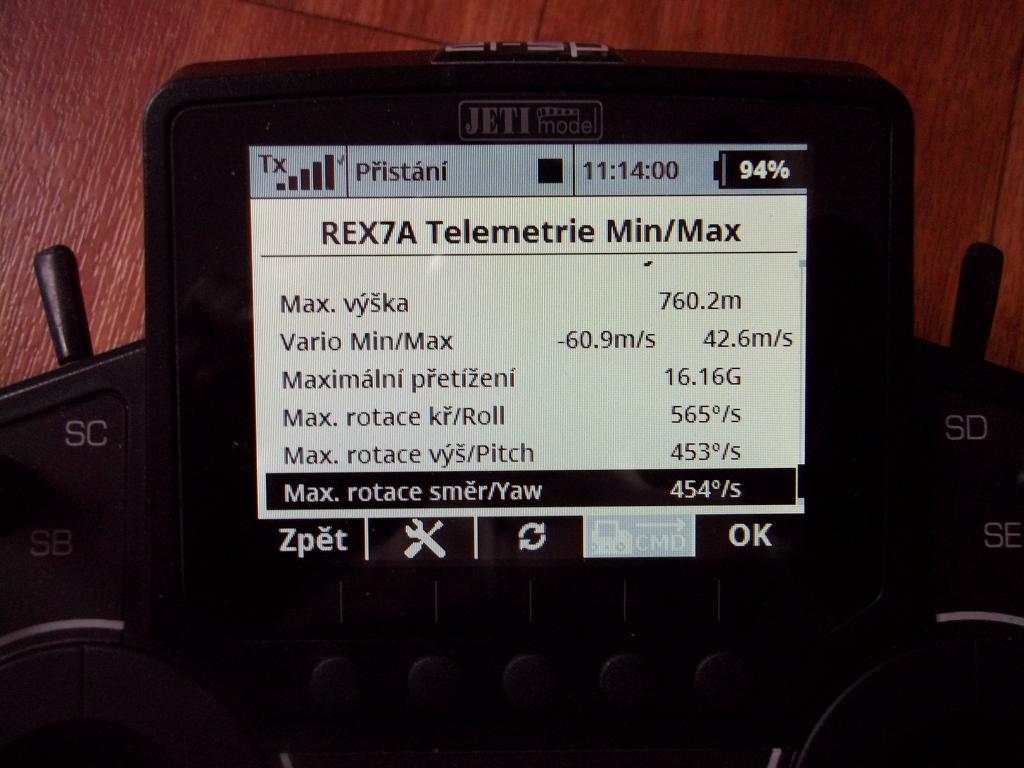 JETI model
Tx Přistání 11:14:00 94%
REX7A Telemetrie Min/Max
Max. výška 760.2m
Vario Min/Max -60.9m/s 42.6m/s
Maximální přetížení 16.16G
Max. rotace kř/Roll 565°/s
Max. rotace výš/Pitch 453°/s
Max. rotace směr/Yaw 454°/s
Zpět CMD OK
SC
SB
SD
SE